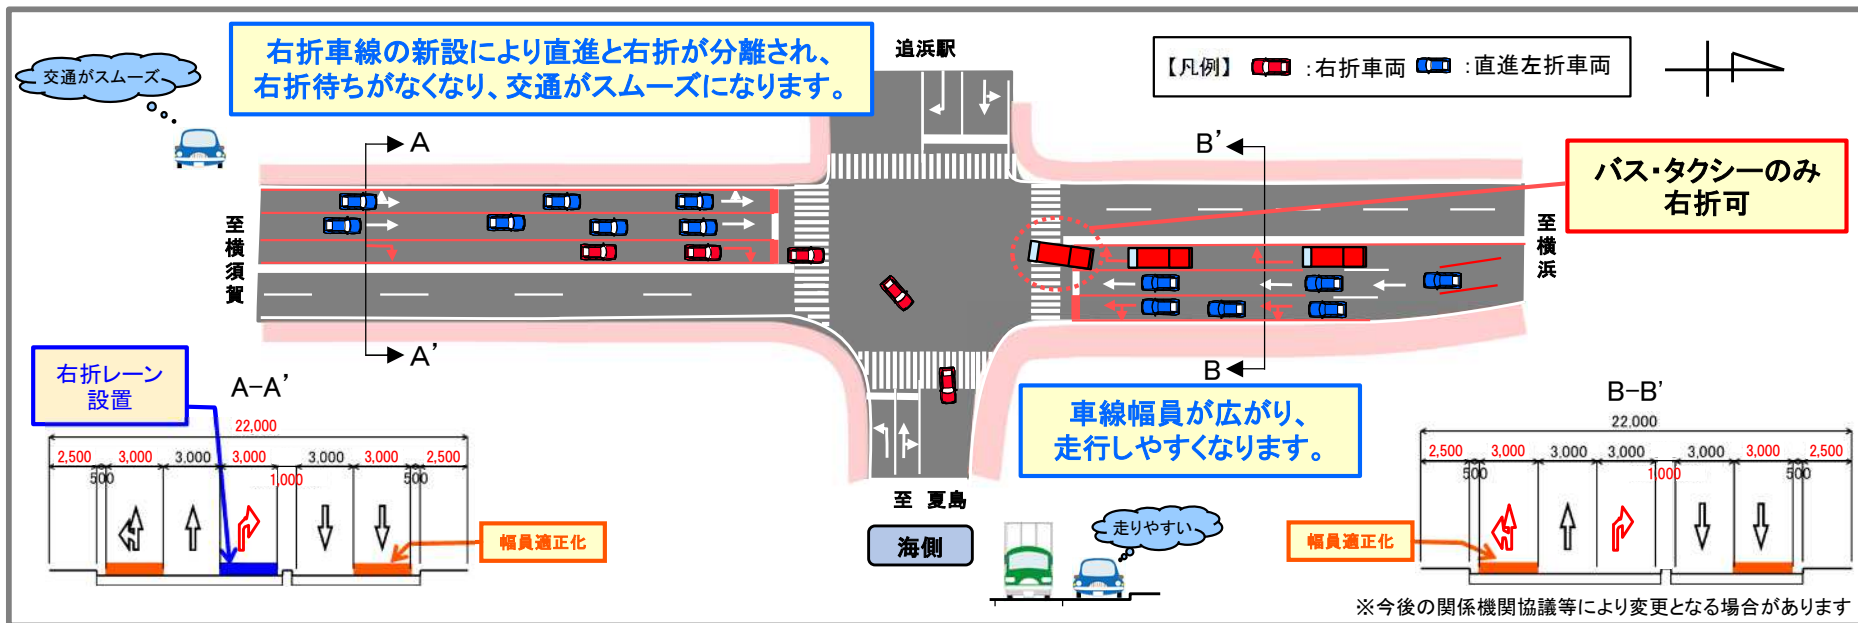 交通がスムーズ
右折車線の新設により直進と右折が分離され、
右折待ちがなくなり、交通がスムーズになります。
追浜駅
【凡例】 :右折車両 :直進左折車両
A
B’
バス・タクシーのみ
右折可
至横須賀
至横浜
A’
B
右折レーン
設置
A−A’
車線幅員が広がり、
走行しやすくなります。
B−B’
22,000
2,500 3,000 3,000 3,000 3,000 3,000 2,500
500 1,000 500
22,000
2,500 3,000 3,000 3,000 3,000 3,000 2,500
500 1,000 500
至 夏島
海側
走りやすい
幅員適正化
幅員適正化
※今後の関係機関協議等により変更となる場合があります